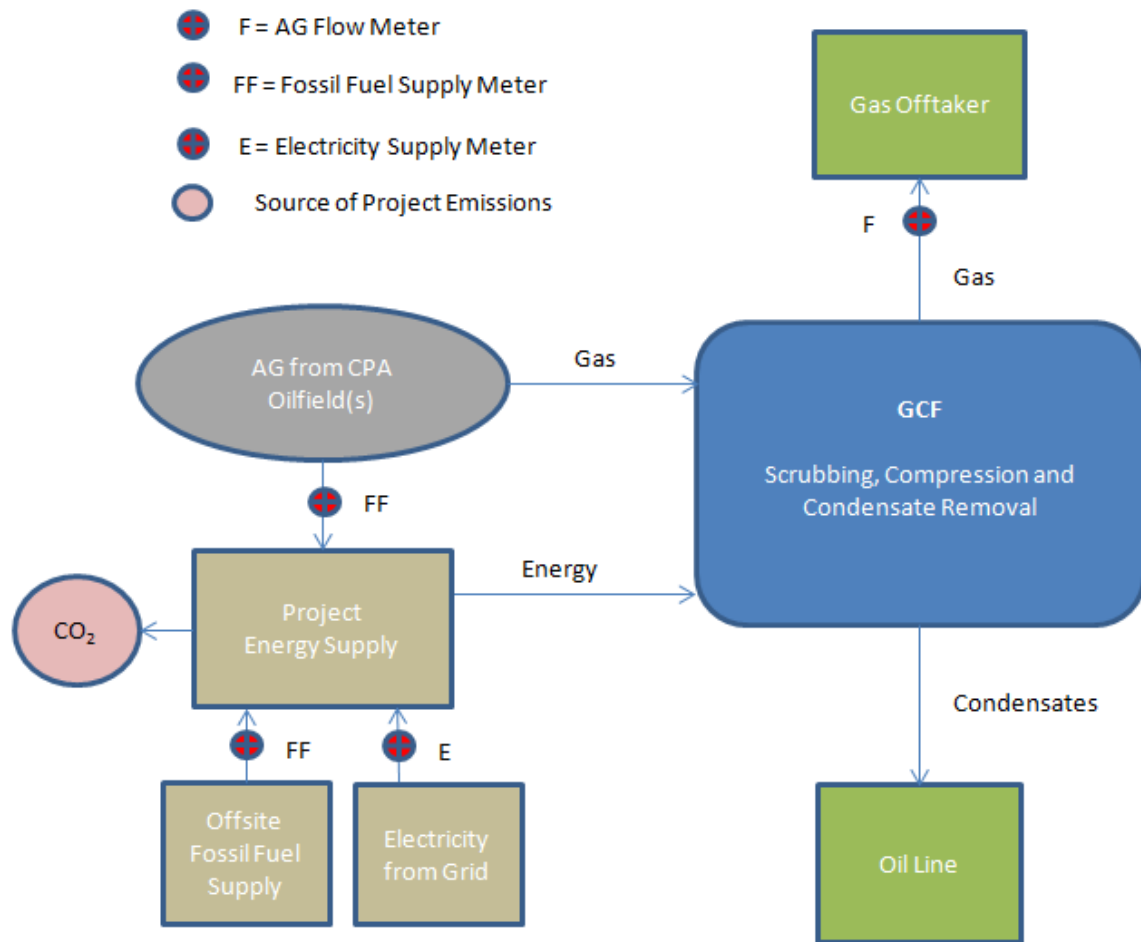 F = AG Flow Meter
FF = Fossil Fuel Supply Meter
E = Electricity Supply Meter
Source of Project Emissions
Gas Offtaker
F
Gas
AG from CPA
Oilfield(s)
Gas
GCF
Scrubbing, Compression and
Condensate Removal
FF
Energy
Project
Energy Supply
CO₂
Condensates
FF
E
Offsite
Fossil Fuel
Supply
Electricity
from Grid
Oil Line